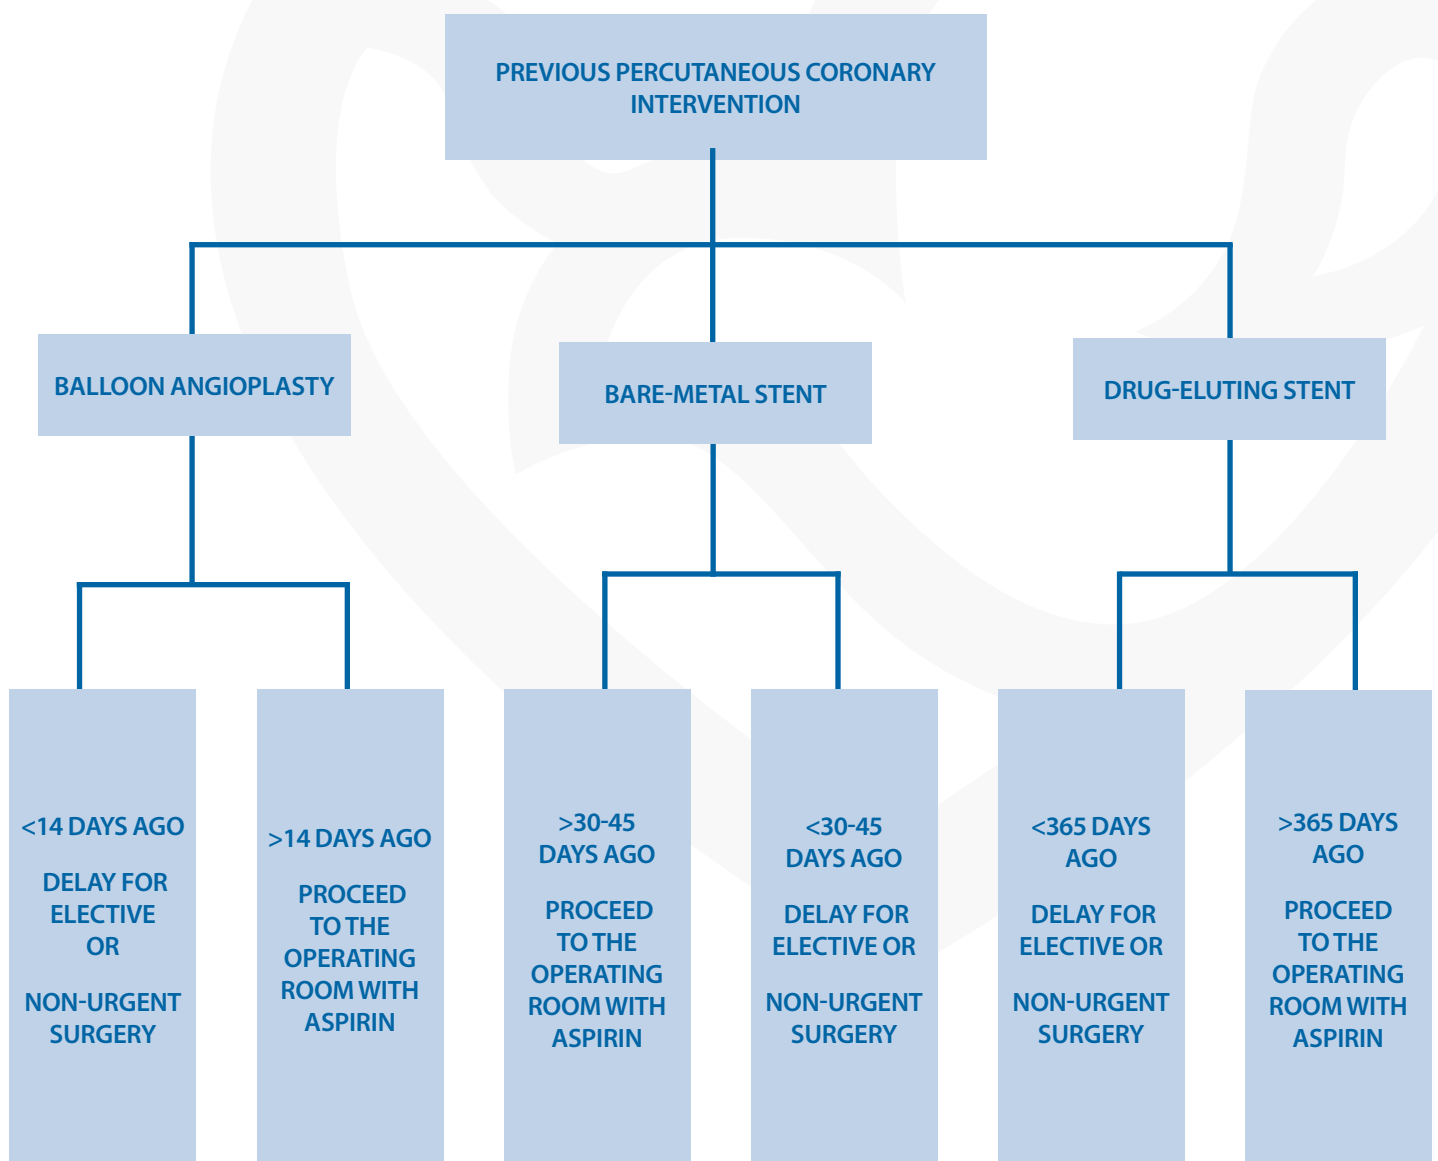 PREVIOUS PERCUTANEOUS CORONARY
INTERVENTION
BALLOON ANGIOPLASTY
BARE-METAL STENT
DRUG-ELUTING STENT
<14 DAYS AGO
DELAY FOR
ELECTIVE
OR
NON-URGENT
SURGERY
>14 DAYS AGO
PROCEED
TO THE
OPERATING
ROOM WITH
ASPIRIN
>30-45
DAYS AGO
PROCEED
TO THE
OPERATING
ROOM WITH
ASPIRIN
<30-45
DAYS AGO
DELAY FOR
ELECTIVE OR
NON-URGENT
SURGERY
<365 DAYS
AGO
DELAY FOR
ELECTIVE OR
NON-URGENT
SURGERY
>365 DAYS
AGO
PROCEED
TO THE
OPERATING
ROOM WITH
ASPIRIN